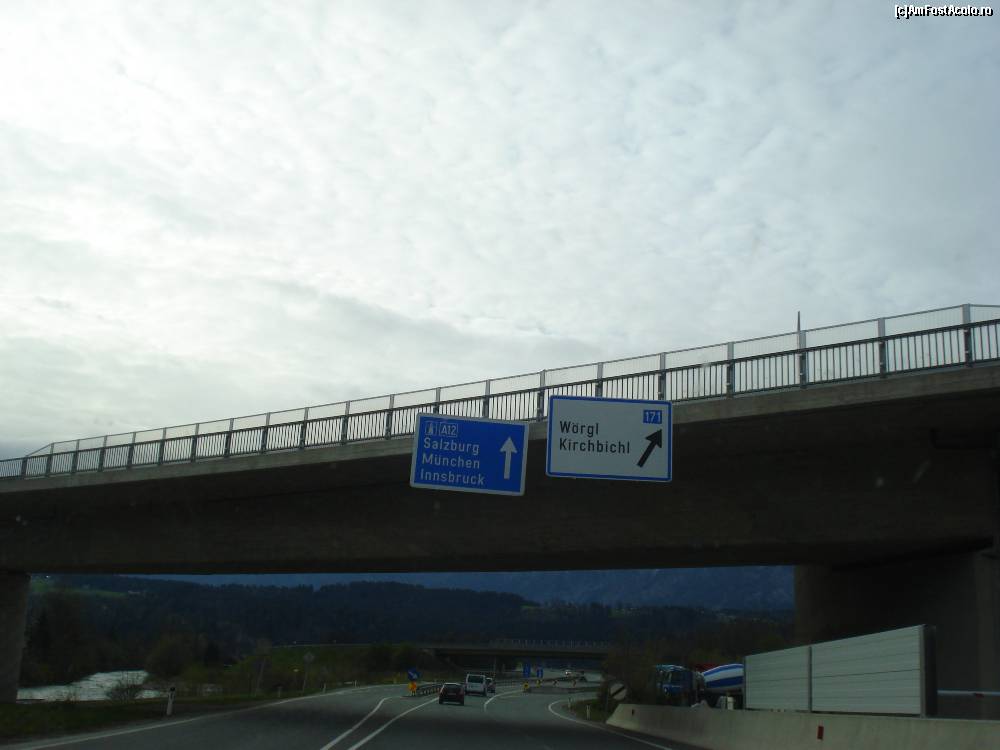 [c]AmFostAcolo.ro
A12
Salzburg
München
Innsbruck
171
Wörgl
Kirchbichl